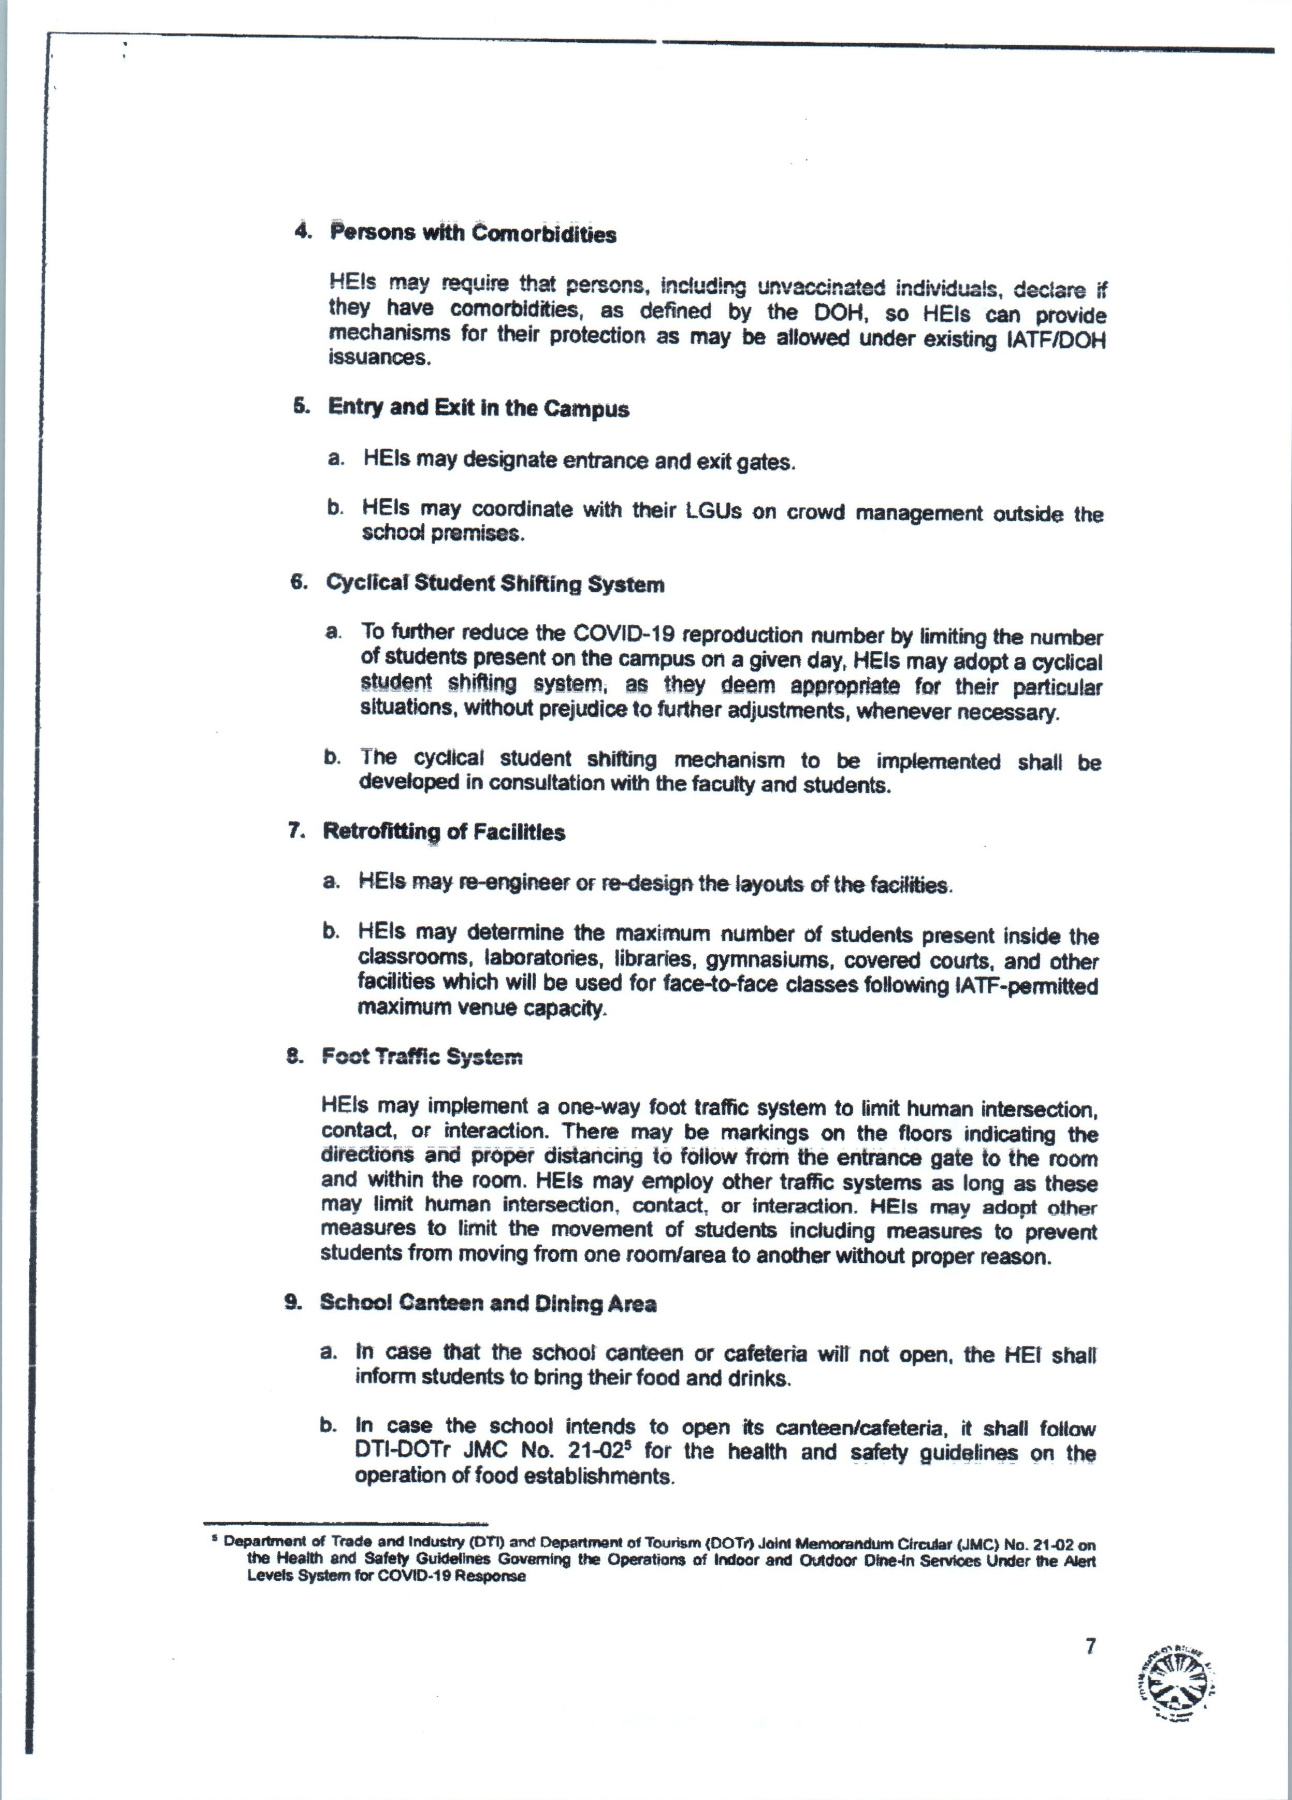 4. Persons with Comorbidities
HEIs may require that persons, including unvaccinated individuals, declare if
they have comorbidities, as defined by the DOH, so HEIs can provide
mechanisms for their protection as may be allowed under existing IATF/DOH
issuances.
5. Entry and Exit in the Campus
a. HEIs may designate entrance and exit gates.
b. HEIs may coordinate with their LGUs on crowd management outside the
school premises.
6. Cyclical Student Shifting System
a. To further reduce the COVID-19 reproduction number by limiting the number
of students present on the campus on a given day, HEIs may adopt a cyclical
student shifting system, as they deem appropriate for their particular
situations, without prejudice to further adjustments, whenever necessary.
b. The cyclical student shifting mechanism to be implemented shall be
developed in consultation with the faculty and students.
7. Retrofitting of Facilities
a. HEIs may re-engineer or re-design the layouts of the facilities.
b. HEIs may determine the maximum number of students present inside the
classrooms, laboratories, libraries, gymnasiums, covered courts, and other
facilities which will be used for face-to-face classes following IATF-permitted
maximum venue capacity.
8. Foot Traffic System
HEIs may implement a one-way foot traffic system to limit human intersection,
contact, or interaction. There may be markings on the floors indicating the
directions and proper distancing to follow from the entrance gate to the room
and within the room. HEIs may employ other traffic systems as long as these
may limit human intersection, contact, or interaction. HEIs may adopt other
measures to limit the movement of students including measures to prevent
students from moving from one room/area to another without proper reason.
9. School Canteen and Dining Area
a. In case that the school canteen or cafeteria will not open, the HEI shall
inform students to bring their food and drinks.
b. In case the school intends to open its canteen/cafeteria, it shall follow
DTI-DOTr JMC No. 21-02⁵ for the health and safety guidelines on the
operation of food establishments.
⁵ Department of Trade and Industry (DTI) and Department of Tourism (DOTr) Joint Memorandum Circular (JMC) No. 21-02 on
the Health and Safety Guidelines Governing the Operations of Indoor and Outdoor Dine-in Services Under the Alert
Levels System for COVID-19 Response
7